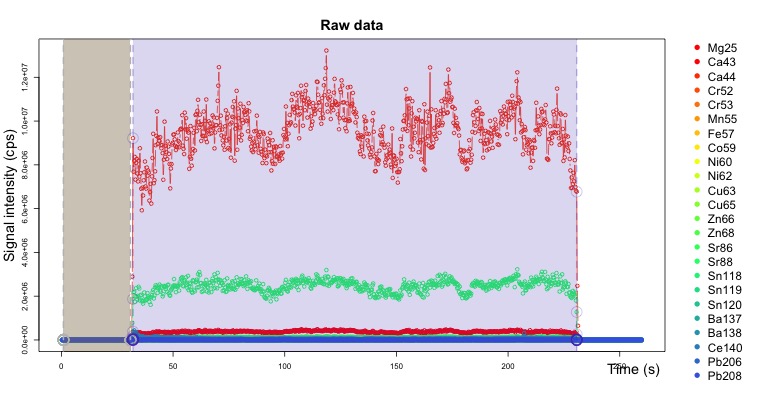 Raw data
Signal intensity (cps)
0.0e+00
2.0e+06
4.0e+06
6.0e+06
8.0e+06
1.0e+07
1.2e+07
0
50
100
150
200
250
Time (s)
Mg25
Ca43
Ca44
Cr52
Cr53
Mn55
Fe57
Co59
Ni60
Ni62
Cu63
Cu65
Zn66
Zn68
Sr86
Sr88
Sn118
Sn119
Sn120
Ba137
Ba138
Ce140
Pb206
Pb208